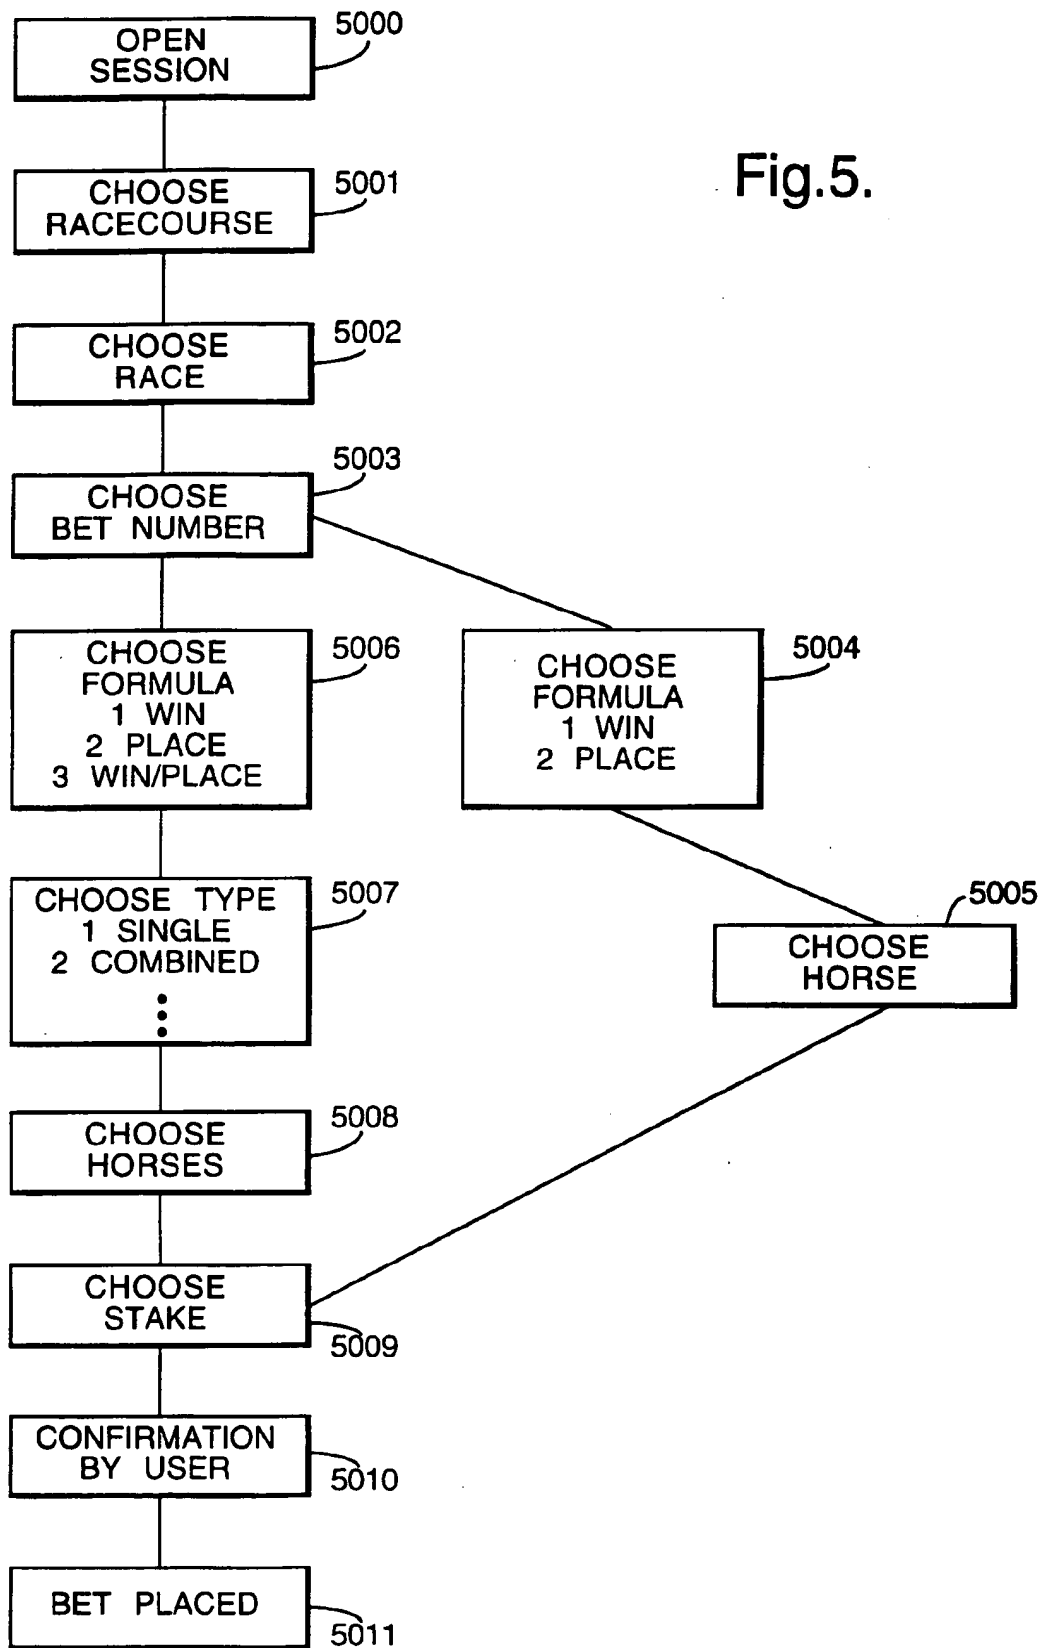 OPEN
SESSION
5000
Fig.5.
CHOOSE
RACECOURSE
5001
CHOOSE
RACE
5002
CHOOSE
BET NUMBER
5003
CHOOSE
FORMULA
1 WIN
2 PLACE
3 WIN/PLACE
5006
CHOOSE
FORMULA
1 WIN
2 PLACE
5004
CHOOSE TYPE
1 SINGLE
2 COMBINED
5007
CHOOSE
HORSE
5005
CHOOSE
HORSES
5008
CHOOSE
STAKE
5009
CONFIRMATION
BY USER
5010
BET PLACED
5011